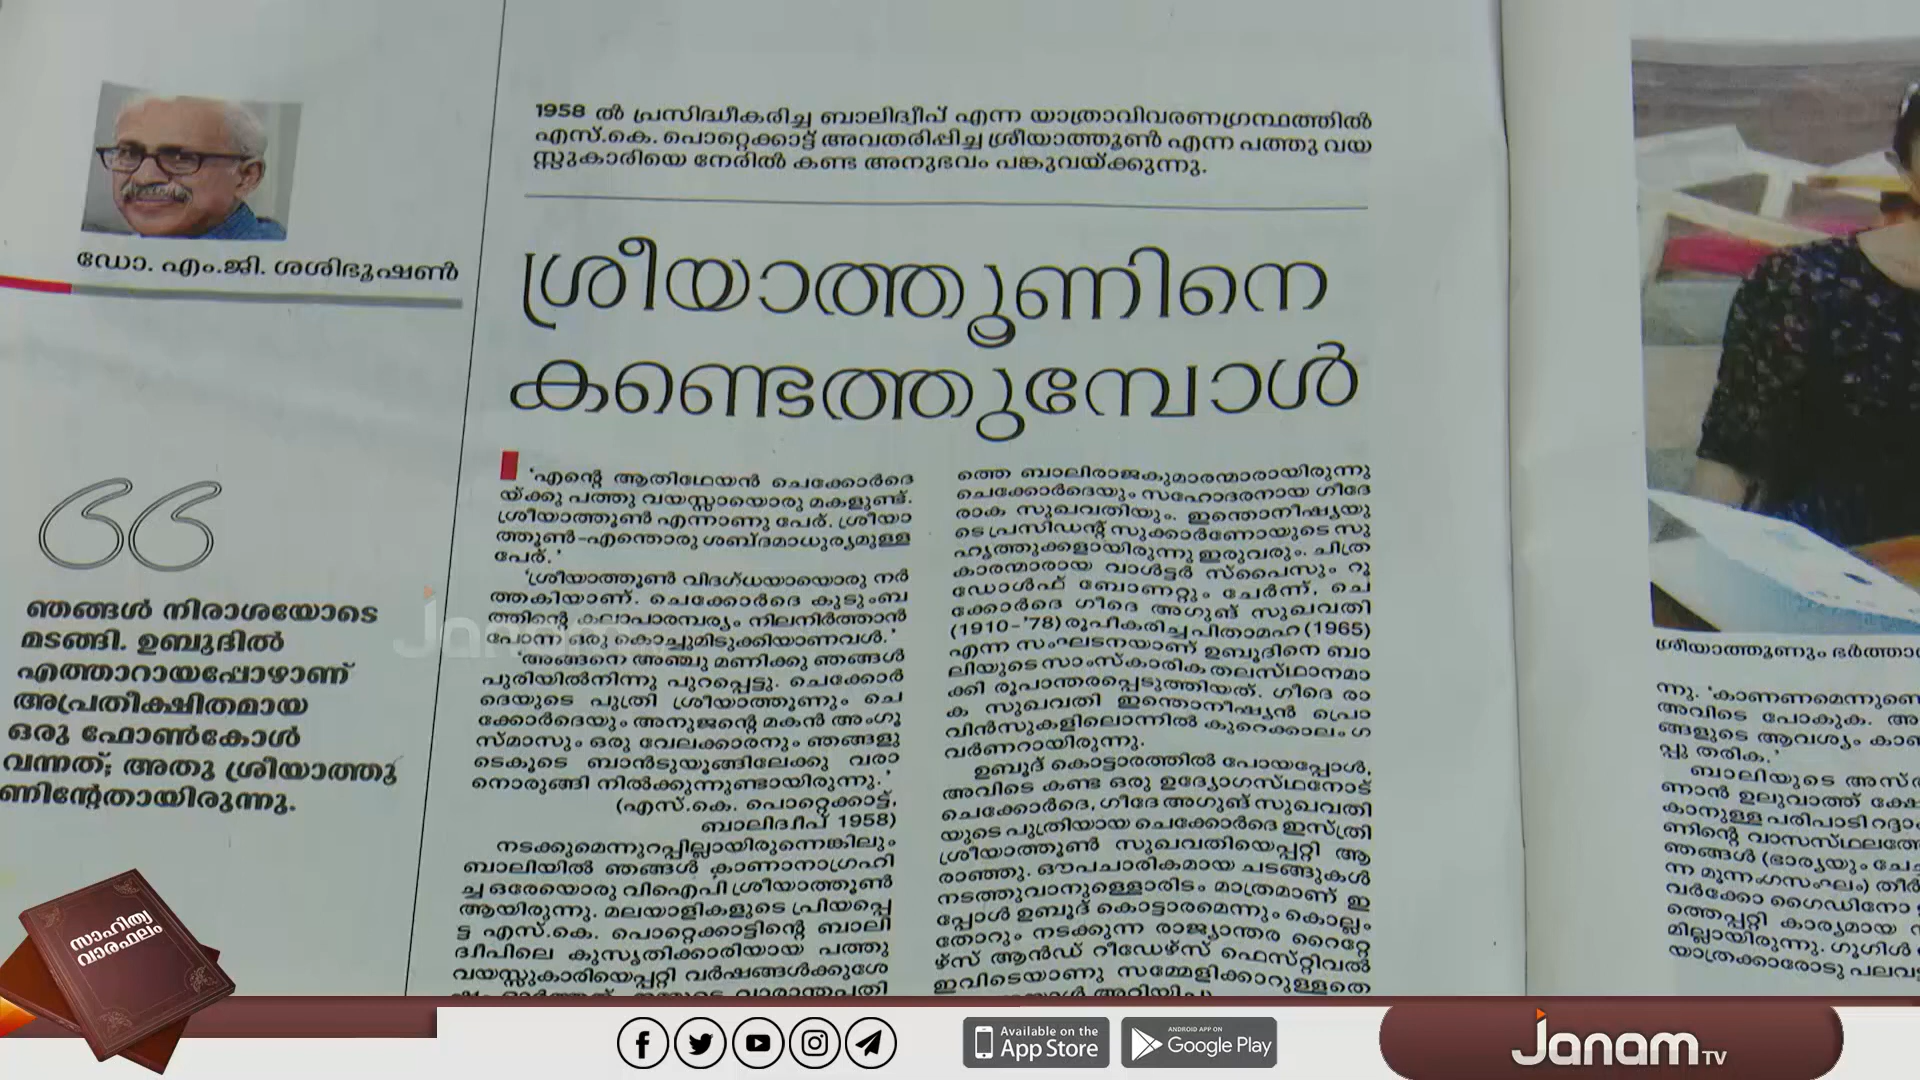 1958 ൽ പ്രസിദ്ധീകരിച്ച ബാലിദ്വീപ് എന്ന യാത്രാവിവരണഗ്രന്ഥത്തിൽ
എസ്.കെ. പൊറ്റെക്കാട്ട് അവതരിപ്പിച്ച ശ്രീയാത്തൂൺ എന്ന പത്തു വയ
സ്സുകാരിയെ നേരിൽ കണ്ട അനുഭവം പങ്കുവയ്ക്കുന്നു.
ഡോ. എം.ജി. ശശിഭൂഷൺ
ശ്രീയാത്തൂണിനെ
കണ്ടെത്തുമ്പോൾ
ഞങ്ങൾ നിരാശയോടെ
മടങ്ങി. ഉബൂദിൽ
എത്താറായപ്പോഴാണ്
അപ്രതീക്ഷിതമായ
ഒരു ഫോൺകോൾ
വന്നത്; അതു ശ്രീയാത്തൂ
ണിന്റേതായിരുന്നു.
'എന്റെ ആതിഥേയൻ ചെക്കോർദെ
യ്ക്കു പത്തു വയസ്സായൊരു മകളുണ്ട്.
ശ്രീയാത്തൂൺ എന്നാണു പേര്. ശ്രീയാ
ത്തൂൺ-എന്തൊരു ശബ്ദമാധുര്യമുള്ള
പേര്.'
'ശ്രീയാത്തൂൺ വിദഗ്ധയായൊരു നർ
ത്തകിയാണ്. ചെക്കോർദെ കുടുംബ
ത്തിന്റെ കലാപാരമ്പര്യം നിലനിർത്താൻ
പോന്ന ഒരു കൊച്ചുമിടുക്കിയാണവൾ.'
'അങ്ങനെ അഞ്ചു മണിക്കു ഞങ്ങൾ
പുരിയിൽനിന്നു പുറപ്പെട്ടു. ചെക്കോർ
ദെയുടെ പുത്രി ശ്രീയാത്തൂണും ചെ
ക്കോർദെയും അനുജന്റെ മകൻ അംഗൂ
സ്മാസും ഒരു വേലക്കാരനും ഞങ്ങളു
ടെകൂടെ ബാൻടുയൂങ്ങിലേക്കു വരാ
നൊരുങ്ങി നിൽക്കുന്നുണ്ടായിരുന്നു.'
(എസ്.കെ. പൊറ്റെക്കാട്ട്,
ബാലിദ്വീപ് 1958)
നടക്കുമെന്നുറപ്പില്ലായിരുന്നെങ്കിലും
ബാലിയിൽ ഞങ്ങൾ കാണാനാഗ്രഹി
ച്ച ഒരേയൊരു വിഐപി ശ്രീയാത്തൂൺ
ആയിരുന്നു. മലയാളികളുടെ പ്രിയപ്പെ
ട്ട എസ്.കെ. പൊറ്റെക്കാട്ടിന്റെ ബാലി
ദ്വീപിലെ കുസൃതിക്കാരിയായ പത്തു
വയസ്സുകാരിയെപ്പറ്റി വർഷങ്ങൾക്കുശേ
ത്തെ ബാലിരാജകുമാരന്മാരായിരുന്നു
ചെക്കോർദെയും സഹോദരനായ ഗീദേ
രാക സുഖവതിയും. ഇന്തൊനീഷ്യയു
ടെ പ്രസിഡന്റ് സുക്കാർണോയുടെ സു
ഹൃത്തുക്കളായിരുന്നു ഇരുവരും. ചിത്ര
കാരന്മാരായ വാൾട്ടർ സ്പൈസും റു
ഡോൾഫ് ബോണറ്റും ചേർന്ന്, ചെ
ക്കോർദെ ഗീദെ അഗുങ് സുഖവതി
(1910-'78) രൂപീകരിച്ച പിതാമഹ (1965)
എന്ന സംഘടനയാണ് ഉബൂദിനെ ബാ
ലിയുടെ സാംസ്കാരിക തലസ്ഥാനമാ
ക്കി രൂപാന്തരപ്പെടുത്തിയത്. ഗീദെ രാ
ക സുഖവതി ഇന്തൊനീഷ്യൻ പ്രൊ
വിൻസുകളിലൊന്നിൽ കുറെക്കാലം ഗ
വർണറായിരുന്നു.
ഉബൂദ് കൊട്ടാരത്തിൽ പോയപ്പോൾ,
അവിടെ കണ്ട ഒരു ഉദ്യോഗസ്ഥനോട്
ചെക്കോർദെ, ഗീദേ അഗുങ് സുഖവതി
യുടെ പുത്രിയായ ചെക്കോർദെ ഇസ്ത്രി
ശ്രീയാത്തൂൺ സുഖവതിയെപ്പറ്റി ആ
രാഞ്ഞു. ഔപചാരികമായ ചടങ്ങുകൾ
നടത്തുവാനുള്ളൊരിടം മാത്രമാണ് ഇ
പ്പോൾ ഉബൂദ് കൊട്ടാരമെന്നും കൊല്ലം
തോറും നടക്കുന്ന രാജ്യാന്തര റൈറ്റേ
ഴ്സ് ആൻഡ് റീഡേഴ്സ് ഫെസ്റ്റിവൽ
ഇവിടെയാണു സമ്മേളിക്കാറുള്ളതെ
ശ്രീയാത്തൂണും ഭർത്താ
ന്നു. 'കാണണമെന്നുണ്ടെ
അവിടെ പോകുക. അ
ങ്ങളുടെ ആവശ്യം കാ
പ്പു തരിക.'
ബാലിയുടെ അസ്
ണാൻ ഉലുവാത്ത് ക്ഷേ
കാനുള്ള പരിപാടി റദ്ദാ
ണിന്റെ വാസസ്ഥലത്തേ
ഞങ്ങൾ (ഭാര്യയും ചേ
ന്ന മൂന്നംഗസംഘം) തീർ
വർക്കോ ഗൈഡിനോ
ത്തെപ്പറ്റി കാര്യമായ
മില്ലായിരുന്നു. ഗൂഗിൾ
യാത്രക്കാരോടു പലവ
സാഹിത്യ
വാരഫലം
Available on the
App Store
ANDROID APP ON
Google Play
Janam TV